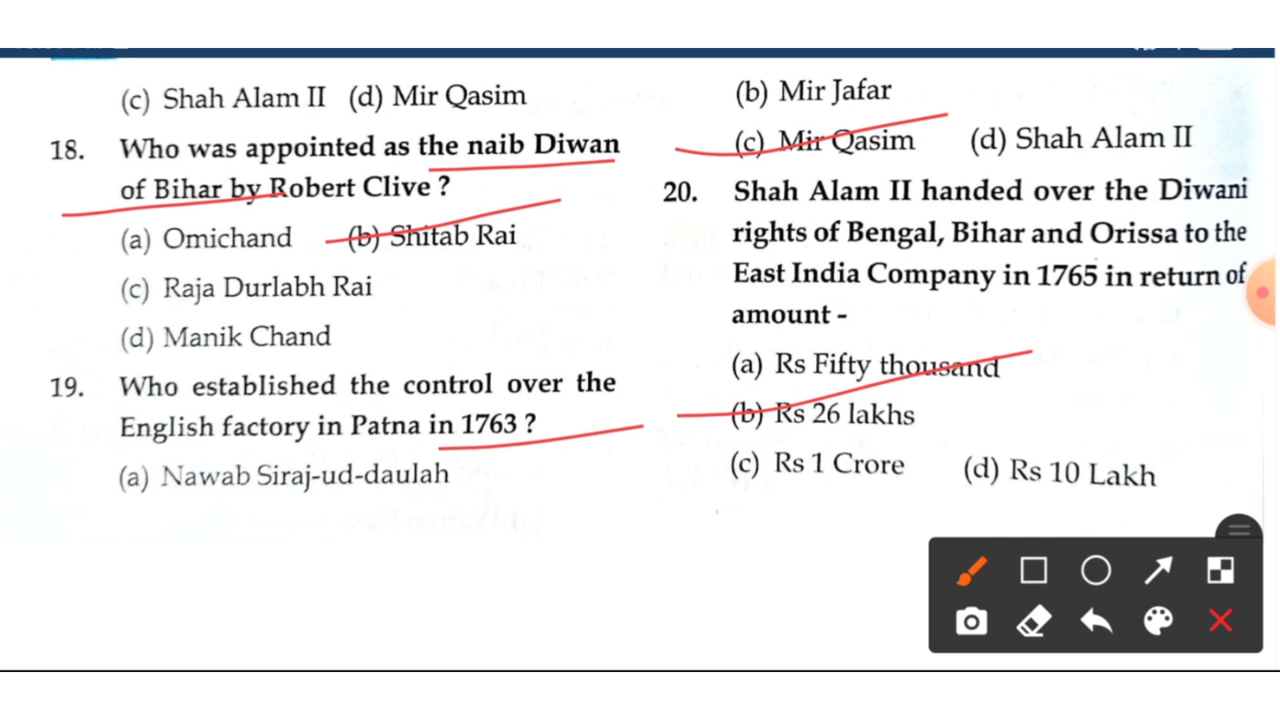 (c) Shah Alam II (d) Mir Qasim
18. Who was appointed as the naib Diwan
of Bihar by Robert Clive ?
(a) Omichand (b) Shitab Rai
(c) Raja Durlabh Rai
(d) Manik Chand
19. Who established the control over the
English factory in Patna in 1763 ?
(a) Nawab Siraj-ud-daulah
(b) Mir Jafar
(c) Mir Qasim (d) Shah Alam II
20. Shah Alam II handed over the Diwani
rights of Bengal, Bihar and Orissa to the
East India Company in 1765 in return of
amount -
(a) Rs Fifty thousand
(b) Rs 26 lakhs
(c) Rs 1 Crore (d) Rs 10 Lakh